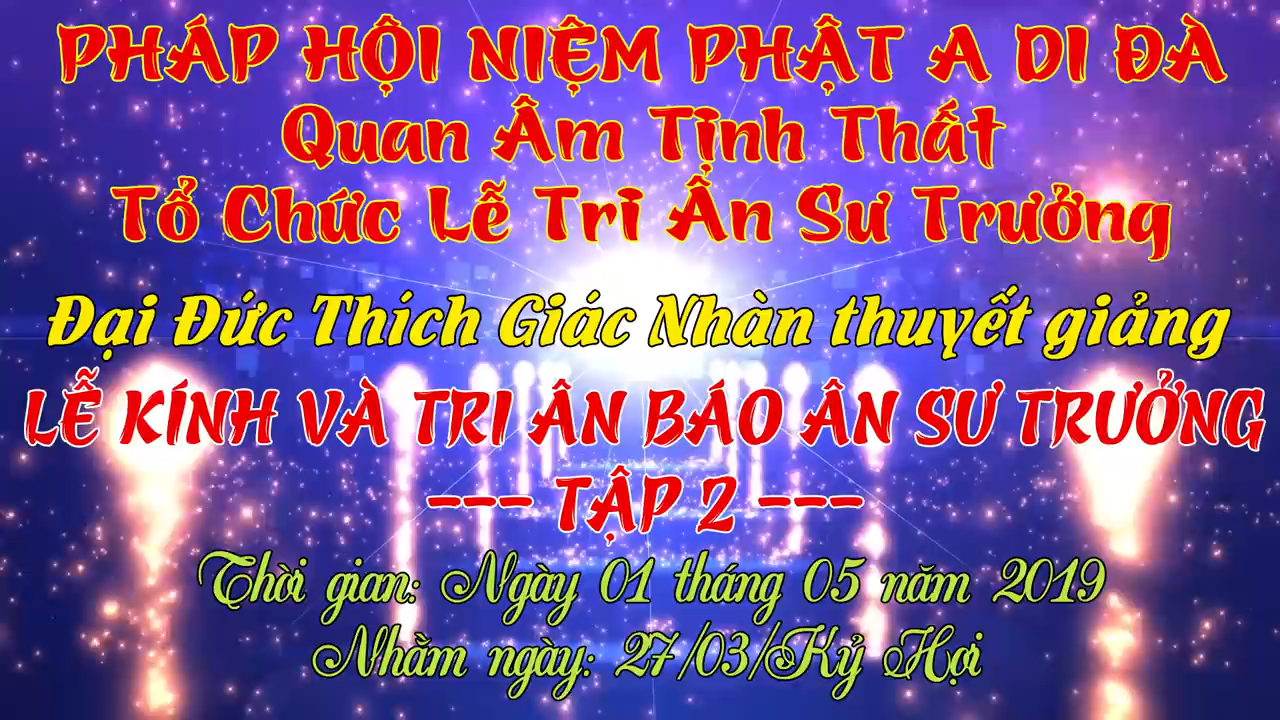 PHÁP HỘI NIỆM PHẬT A DI ĐÀ
Quan Âm Tịnh Thất
Tổ Chức Lễ Tri Ân Sư Trưởng
Đại Đức Thích Giác Nhàn thuyết giảng
LỄ KÍNH VÀ TRI ÂN BÁO ÂN SƯ TRƯỞNG
--- TẬP 2 ---
Thời gian: Ngày 01 tháng 05 năm 2019
Nhằm ngày: 27/03/Kỷ Hợi